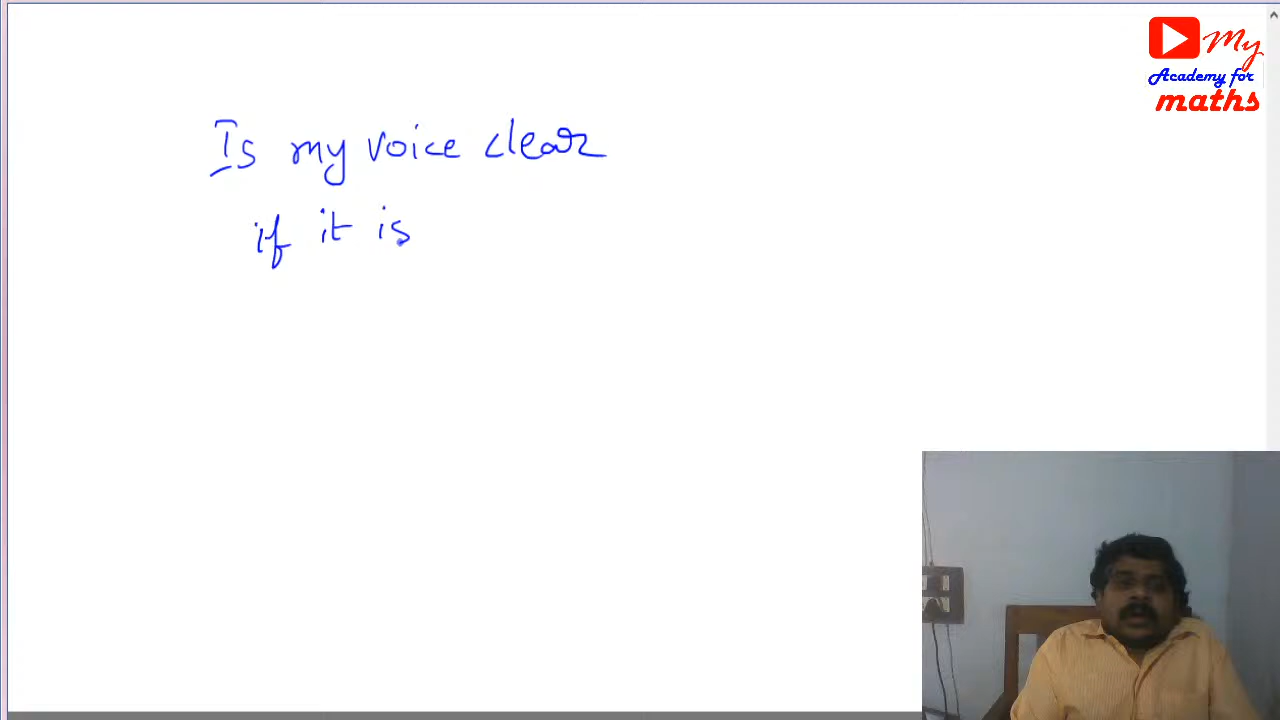 My
Academy for
maths
Is my voice clear
if it is